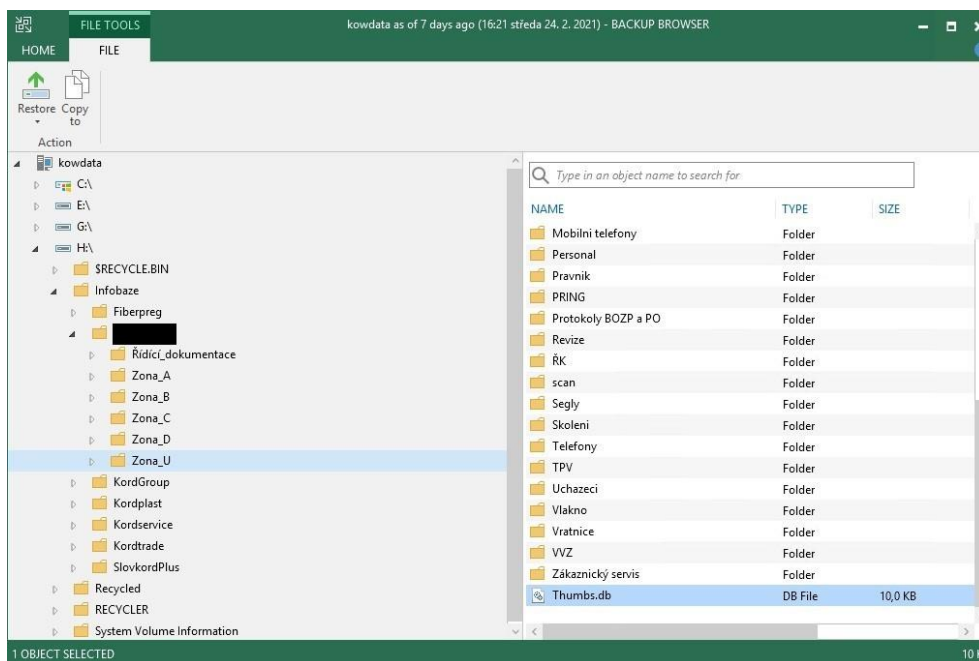 FILE TOOLS
kowdata as of 7 days ago (16:21 středa 24. 2. 2021) - BACKUP BROWSER
HOME
FILE
Restore
Copy to
Action
kowdata
C:\
E:\
G:\
H:\
$RECYCLE.BIN
Infobaze
Fiberpreg
Řídící_dokumentace
Zona_A
Zona_B
Zona_C
Zona_D
Zona_U
KordGroup
Kordplast
Kordservice
Kordtrade
SlovkordPlus
Recycled
RECYCLER
System Volume Information
Type in an object name to search for
NAME TYPE SIZE
Mobilni telefony Folder
Personal Folder
Pravnik Folder
PRING Folder
Protokoly BOZP a PO Folder
Revize Folder
ŘK Folder
scan Folder
Segly Folder
Skoleni Folder
Telefony Folder
TPV Folder
Uchazeci Folder
Vlakno Folder
Vratnice Folder
VVZ Folder
Zákaznický servis Folder
Thumbs.db DB File 10,0 KB
1 OBJECT SELECTED